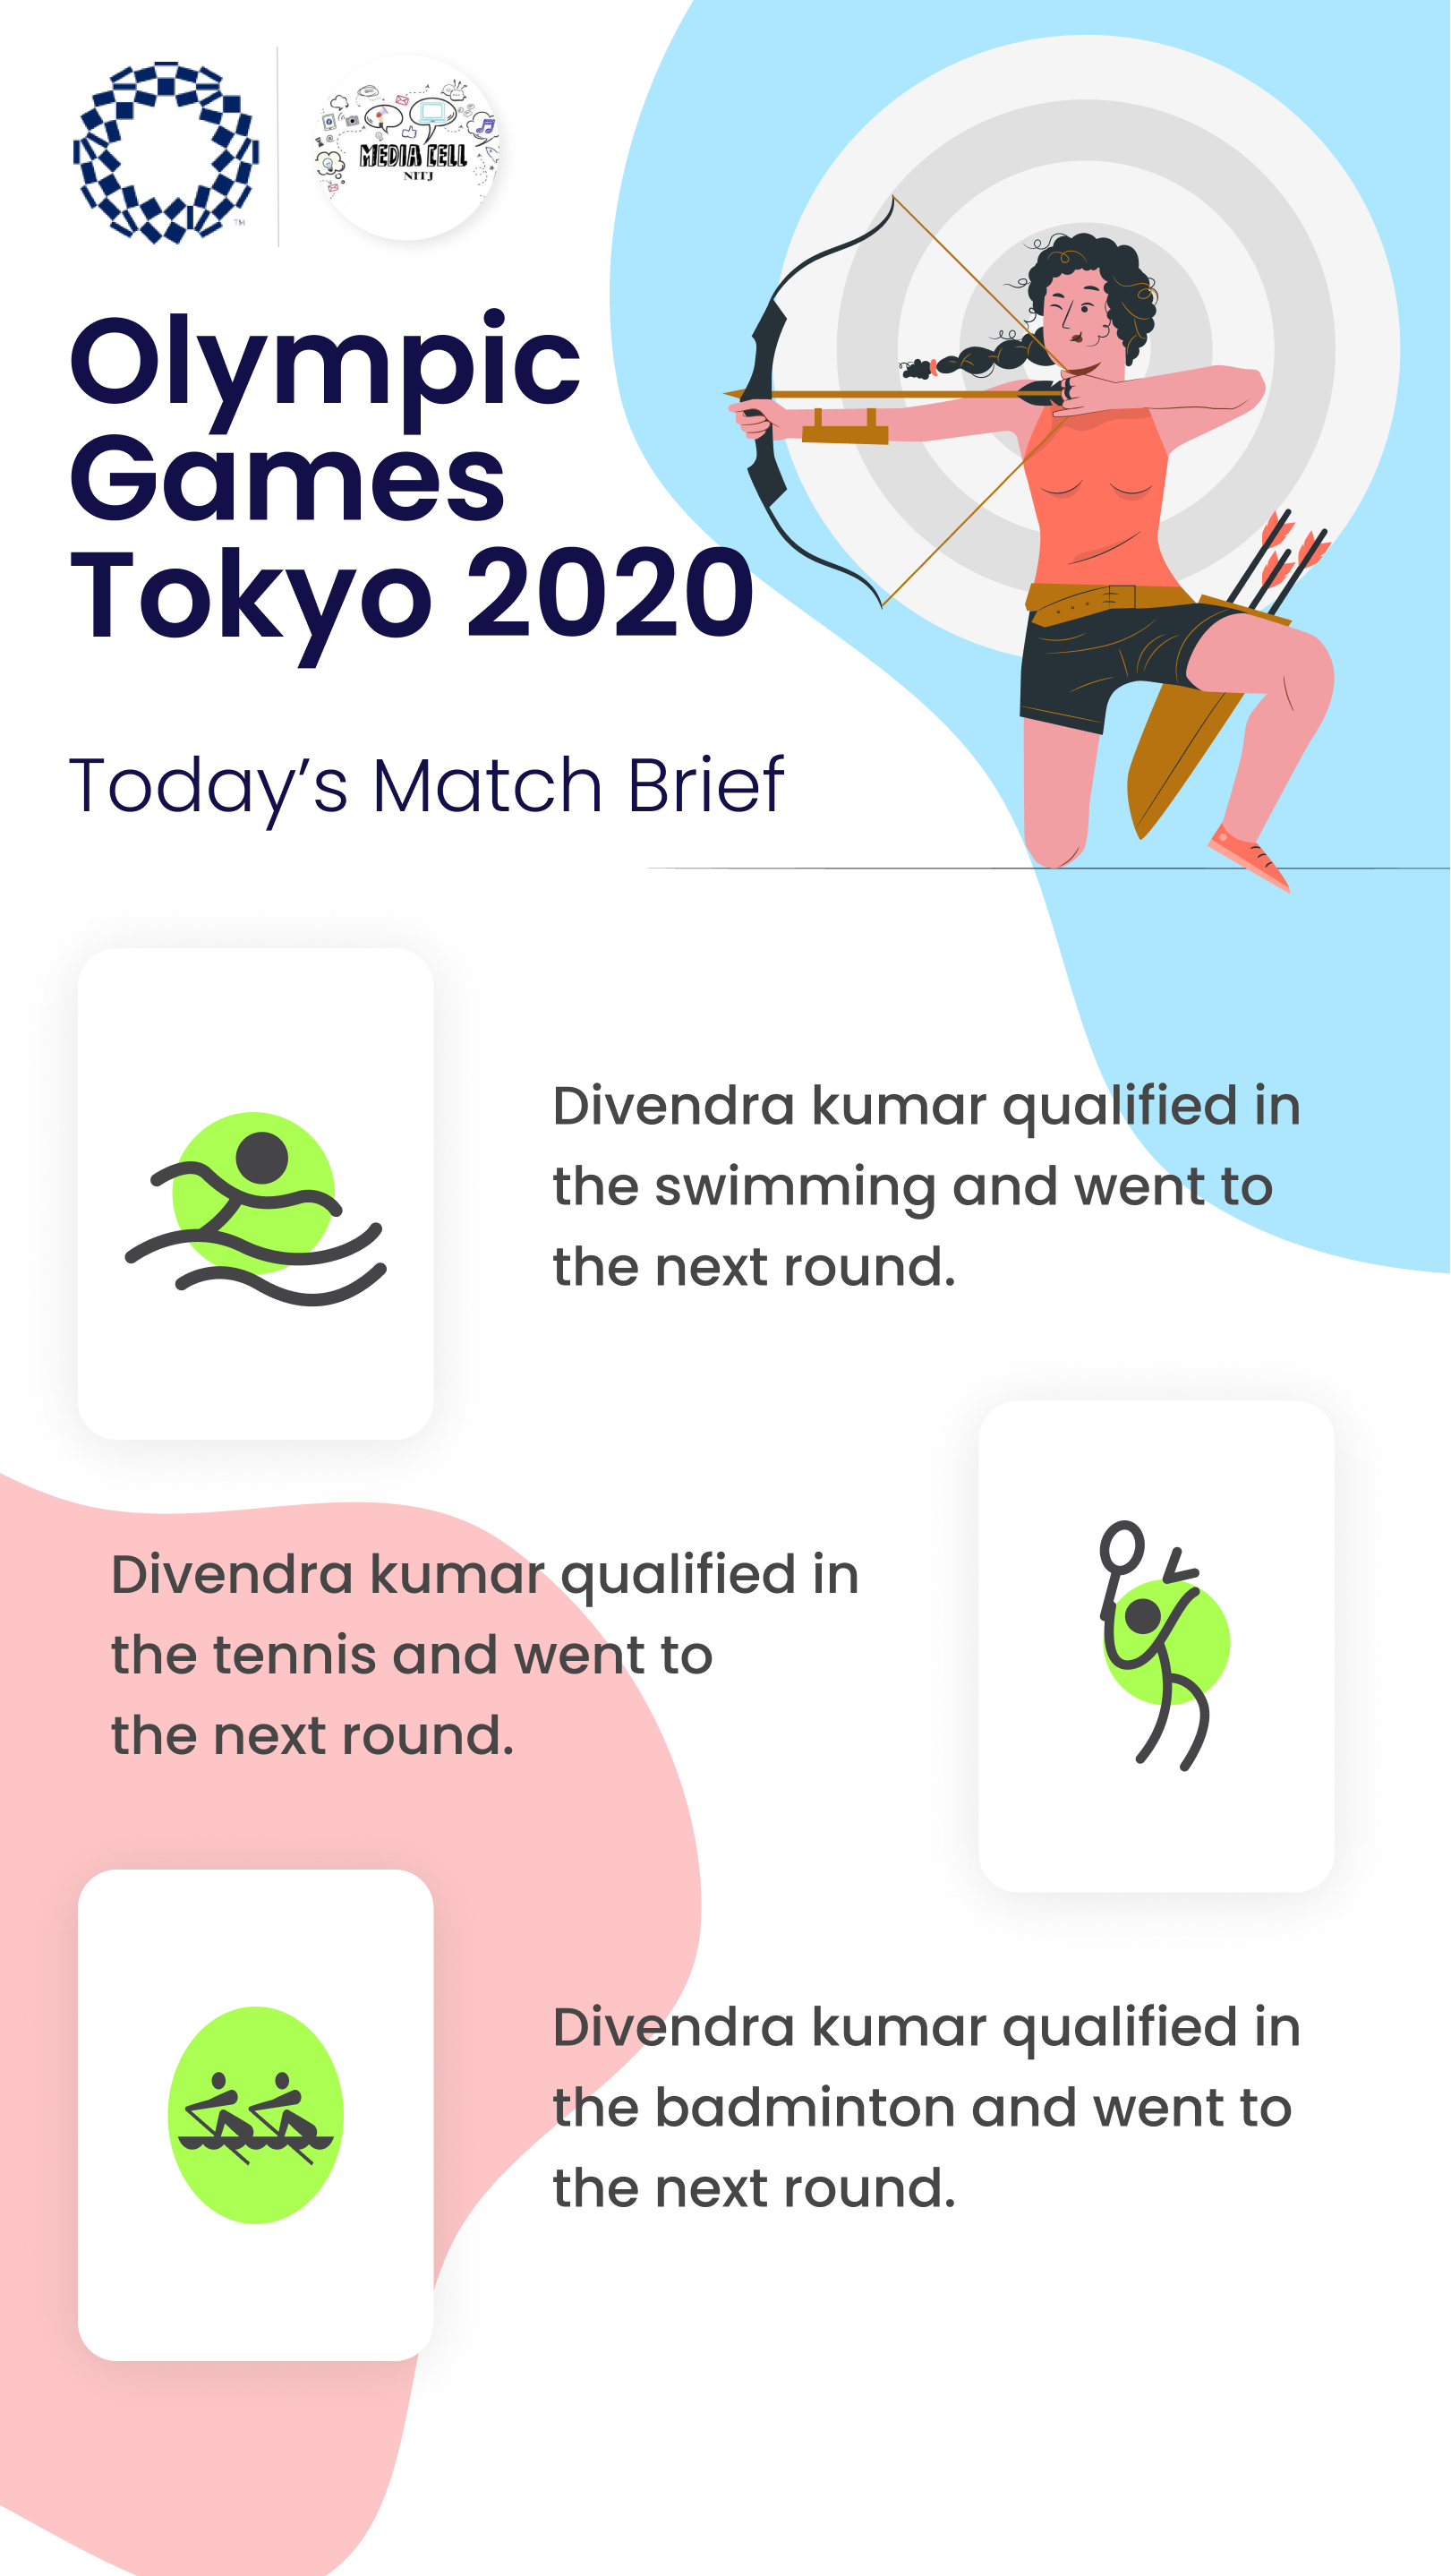 TM
MEDIA CELL
NITJ
Olympic
Games
Tokyo 2020
Today’s Match Brief
Divendra kumar qualified in
the swimming and went to
the next round.
Divendra kumar qualified in
the tennis and went to
the next round.
Divendra kumar qualified in
the badminton and went to
the next round.